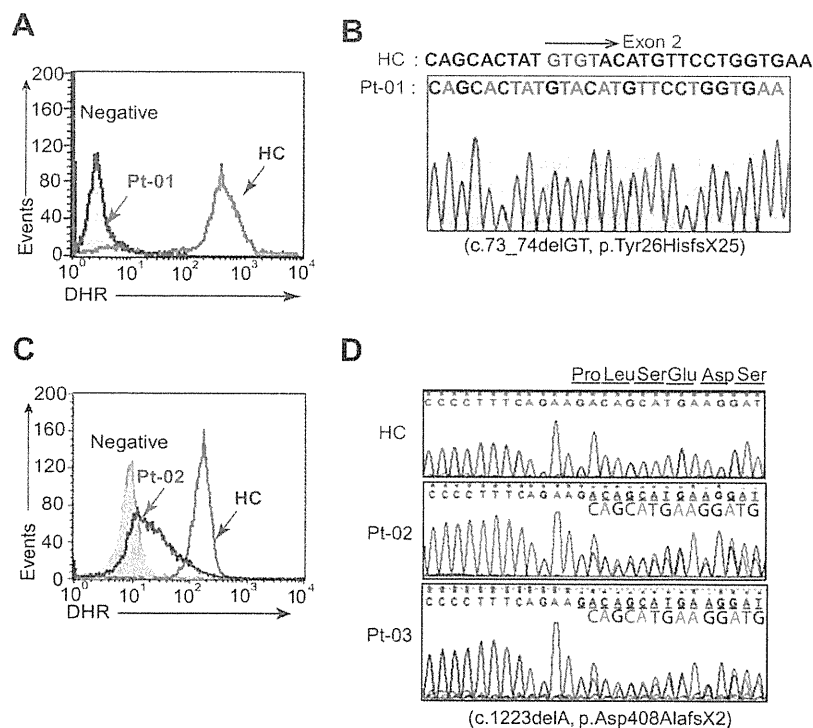 A
200
160
120
80
40
0
Events
Negative
Pt-01
HC
10⁰ 10¹ 10² 10³ 10⁴
DHR
B
Exon 2
HC : CAGCACTAT GTGTACATGTTCCTGGTGAA
Pt-01 : CAGCACTATGTACATGTTCCTGGTGAA
(c.73_74delGT, p.Tyr26HisfsX25)
C
200
160
120
80
40
0
Events
Negative
Pt-02
HC
10⁰ 10¹ 10² 10³ 10⁴
DHR
D
Pro Leu Ser Glu Asp Ser
HC
CCCCTTTCAGAAGACAGCATGAAGGAT
Pt-02
CCCCTTTCAGAAGACAGCATGAAGGAT
CAGCATGAAGGATG
Pt-03
CCCCTTTCAGAAGACAGCATGAAGGAT
CAGCATGAAGGATG
(c.1223delA, p.Asp408AlafsX2)